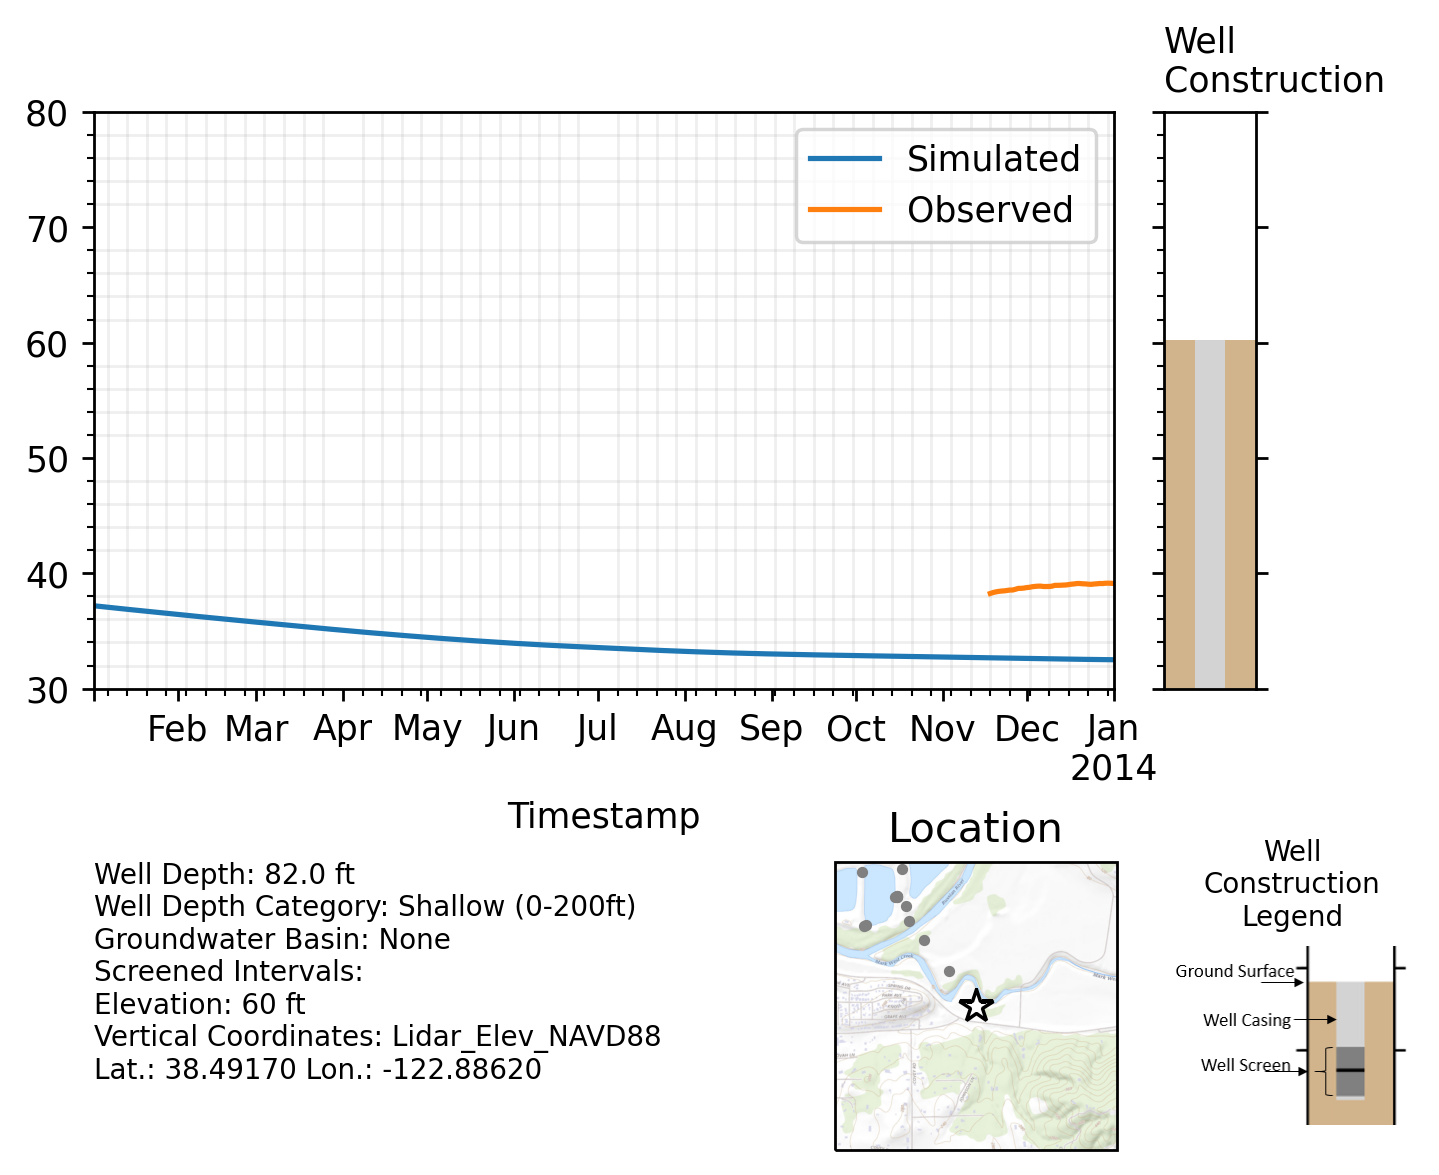 Well
Construction
80
70
60
50
40
30
Simulated
Observed
Feb Mar Apr May Jun Jul Aug Sep Oct Nov Dec Jan
2014
Timestamp
Well Depth: 82.0 ft
Well Depth Category: Shallow (0-200ft)
Groundwater Basin: None
Screened Intervals:
Elevation: 60 ft
Vertical Coordinates: Lidar_Elev_NAVD88
Lat.: 38.49170 Lon.: -122.88620
Location
Well
Construction
Legend
Ground Surface
Well Casing
Well Screen